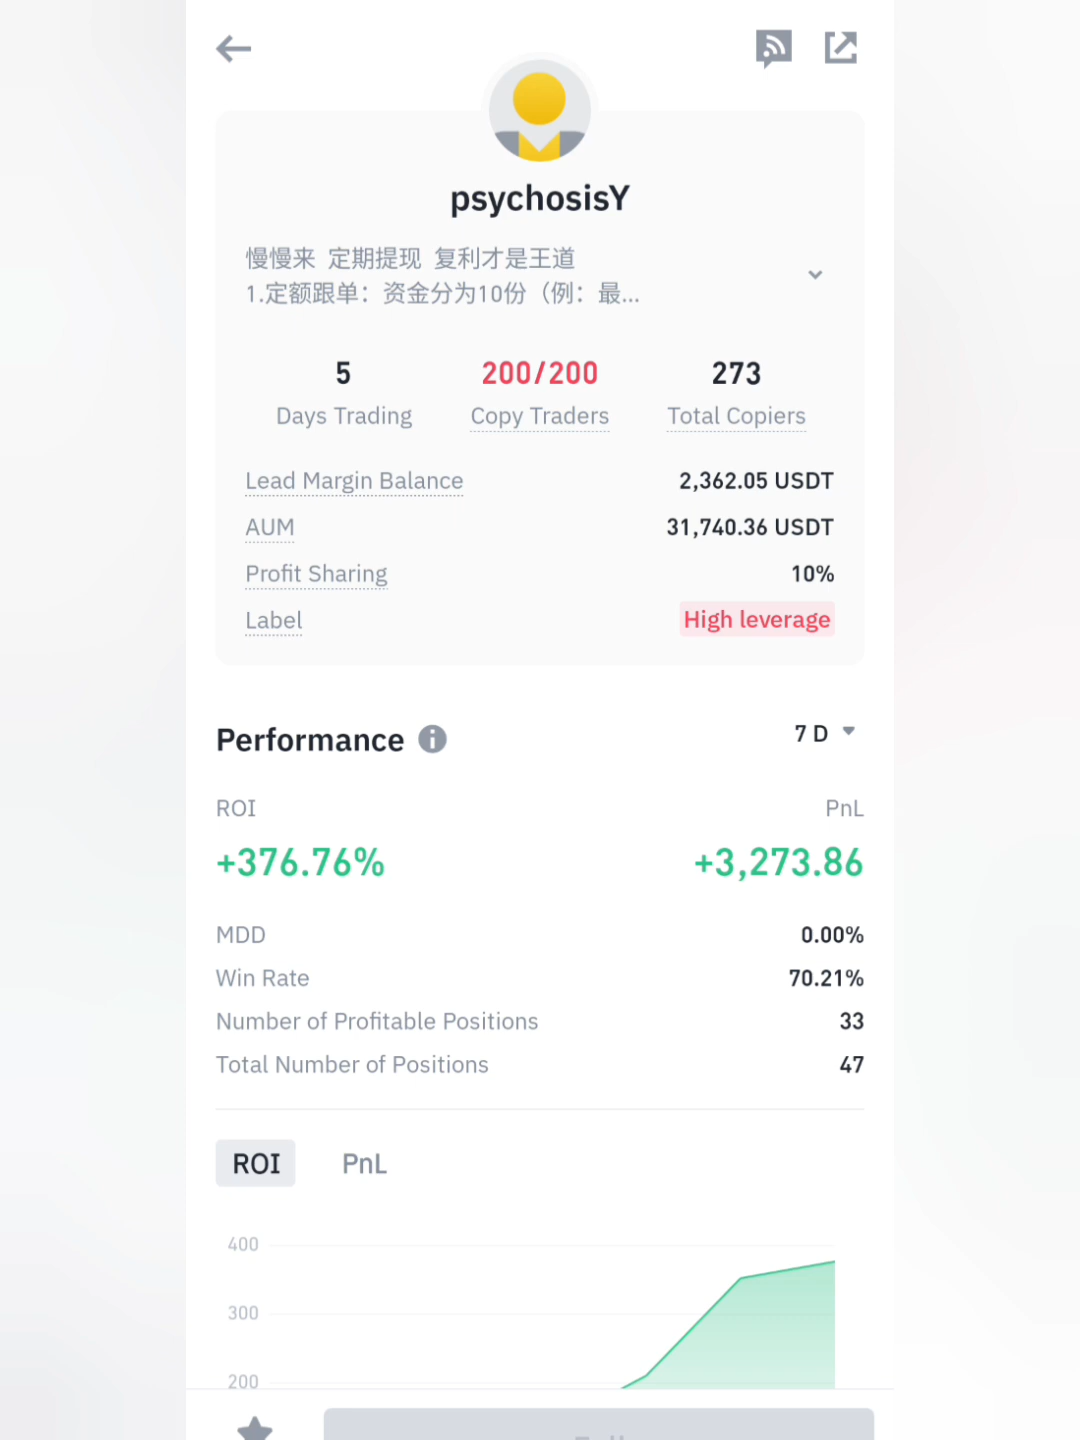 psychosisY
慢慢来 定期提现 复利才是王道
1.定额跟单：资金分为10份（例：最...
5 200/200 273
Days Trading Copy Traders Total Copiers
Lead Margin Balance 2,362.05 USDT
AUM 31,740.36 USDT
Profit Sharing 10%
Label High leverage
Performance 7 D
ROI PnL
+376.76% +3,273.86
MDD 0.00%
Win Rate 70.21%
Number of Profitable Positions 33
Total Number of Positions 47
ROI PnL
400
300
200